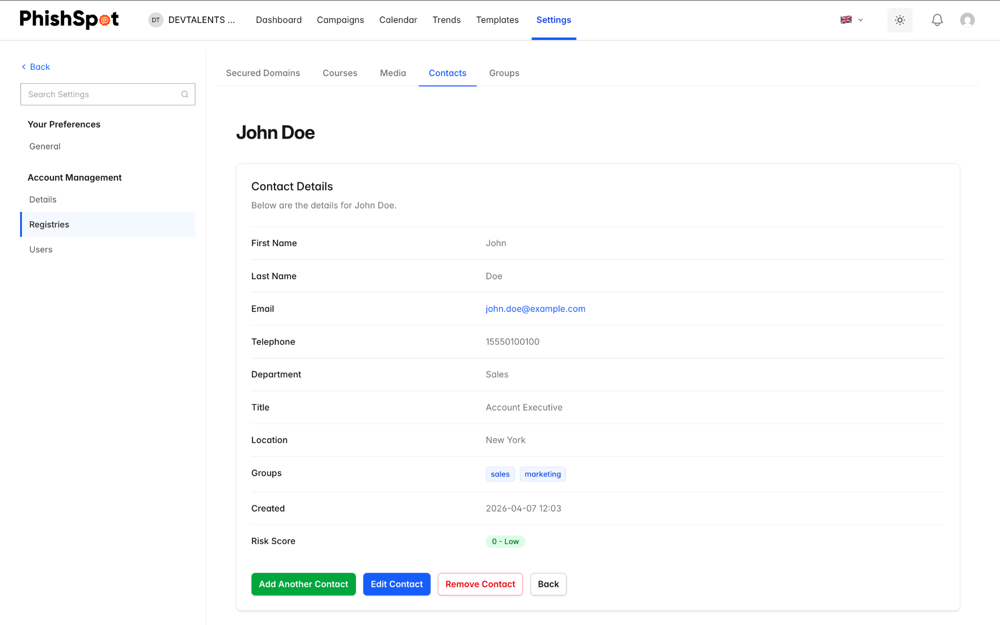 PhishSpot
DT DEVTALENTS ... Dashboard Campaigns Calendar Trends Templates Settings
Back
Search Settings
Your Preferences
General
Account Management
Details
Registries
Users
Secured Domains Courses Media Contacts Groups
John Doe
Contact Details
Below are the details for John Doe.
First Name John
Last Name Doe
Email john.doe@example.com
Telephone 15550100100
Department Sales
Title Account Executive
Location New York
Groups sales marketing
Created 2026-04-07 12:03
Risk Score 0 - Low
Add Another Contact Edit Contact Remove Contact Back